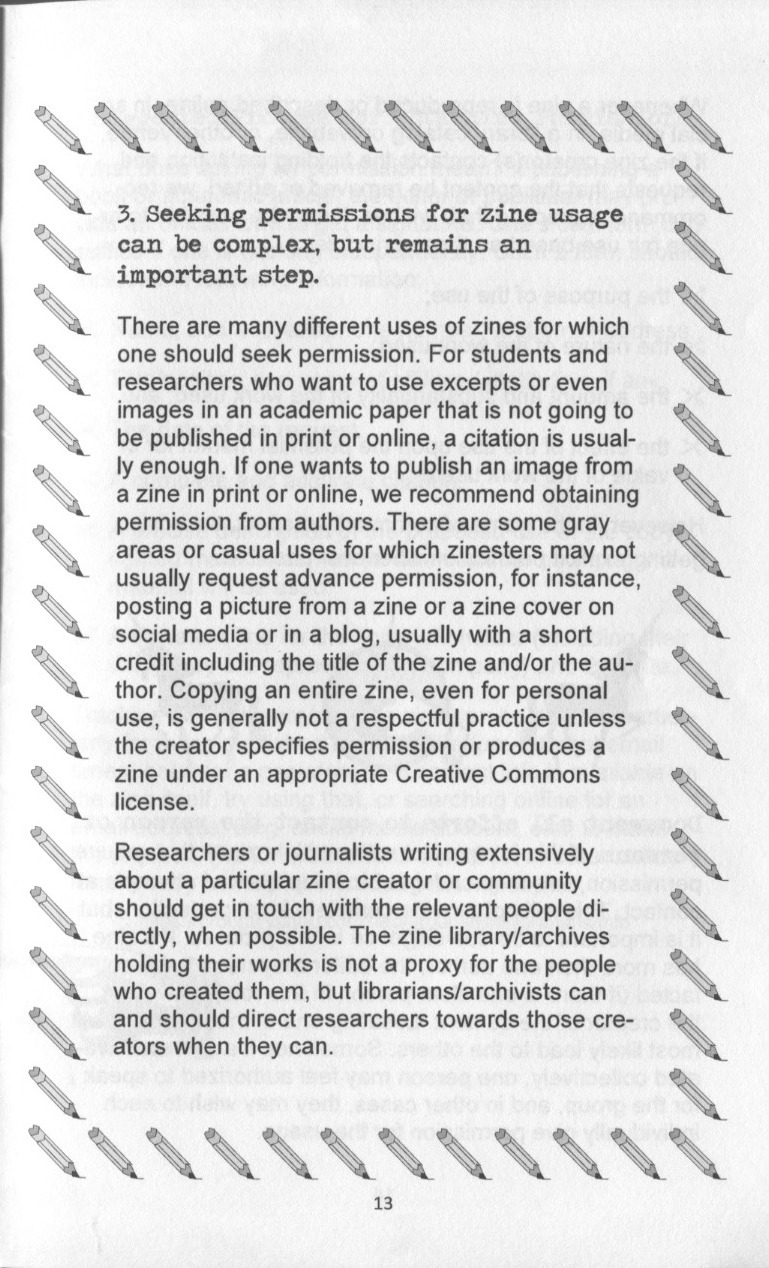 3. Seeking permissions for zine usage
can be complex, but remains an
important step.
There are many different uses of zines for which
one should seek permission. For students and
researchers who want to use excerpts or even
images in an academic paper that is not going to
be published in print or online, a citation is usual-
ly enough. If one wants to publish an image from
a zine in print or online, we recommend obtaining
permission from authors. There are some gray
areas or casual uses for which zinesters may not
usually request advance permission, for instance,
posting a picture from a zine or a zine cover on
social media or in a blog, usually with a short
credit including the title of the zine and/or the au-
thor. Copying an entire zine, even for personal
use, is generally not a respectful practice unless
the creator specifies permission or produces a
zine under an appropriate Creative Commons
license.
Researchers or journalists writing extensively
about a particular zine creator or community
should get in touch with the relevant people di-
rectly, when possible. The zine library/archives
holding their works is not a proxy for the people
who created them, but librarians/archivists can
and should direct researchers towards those cre-
ators when they can.
13